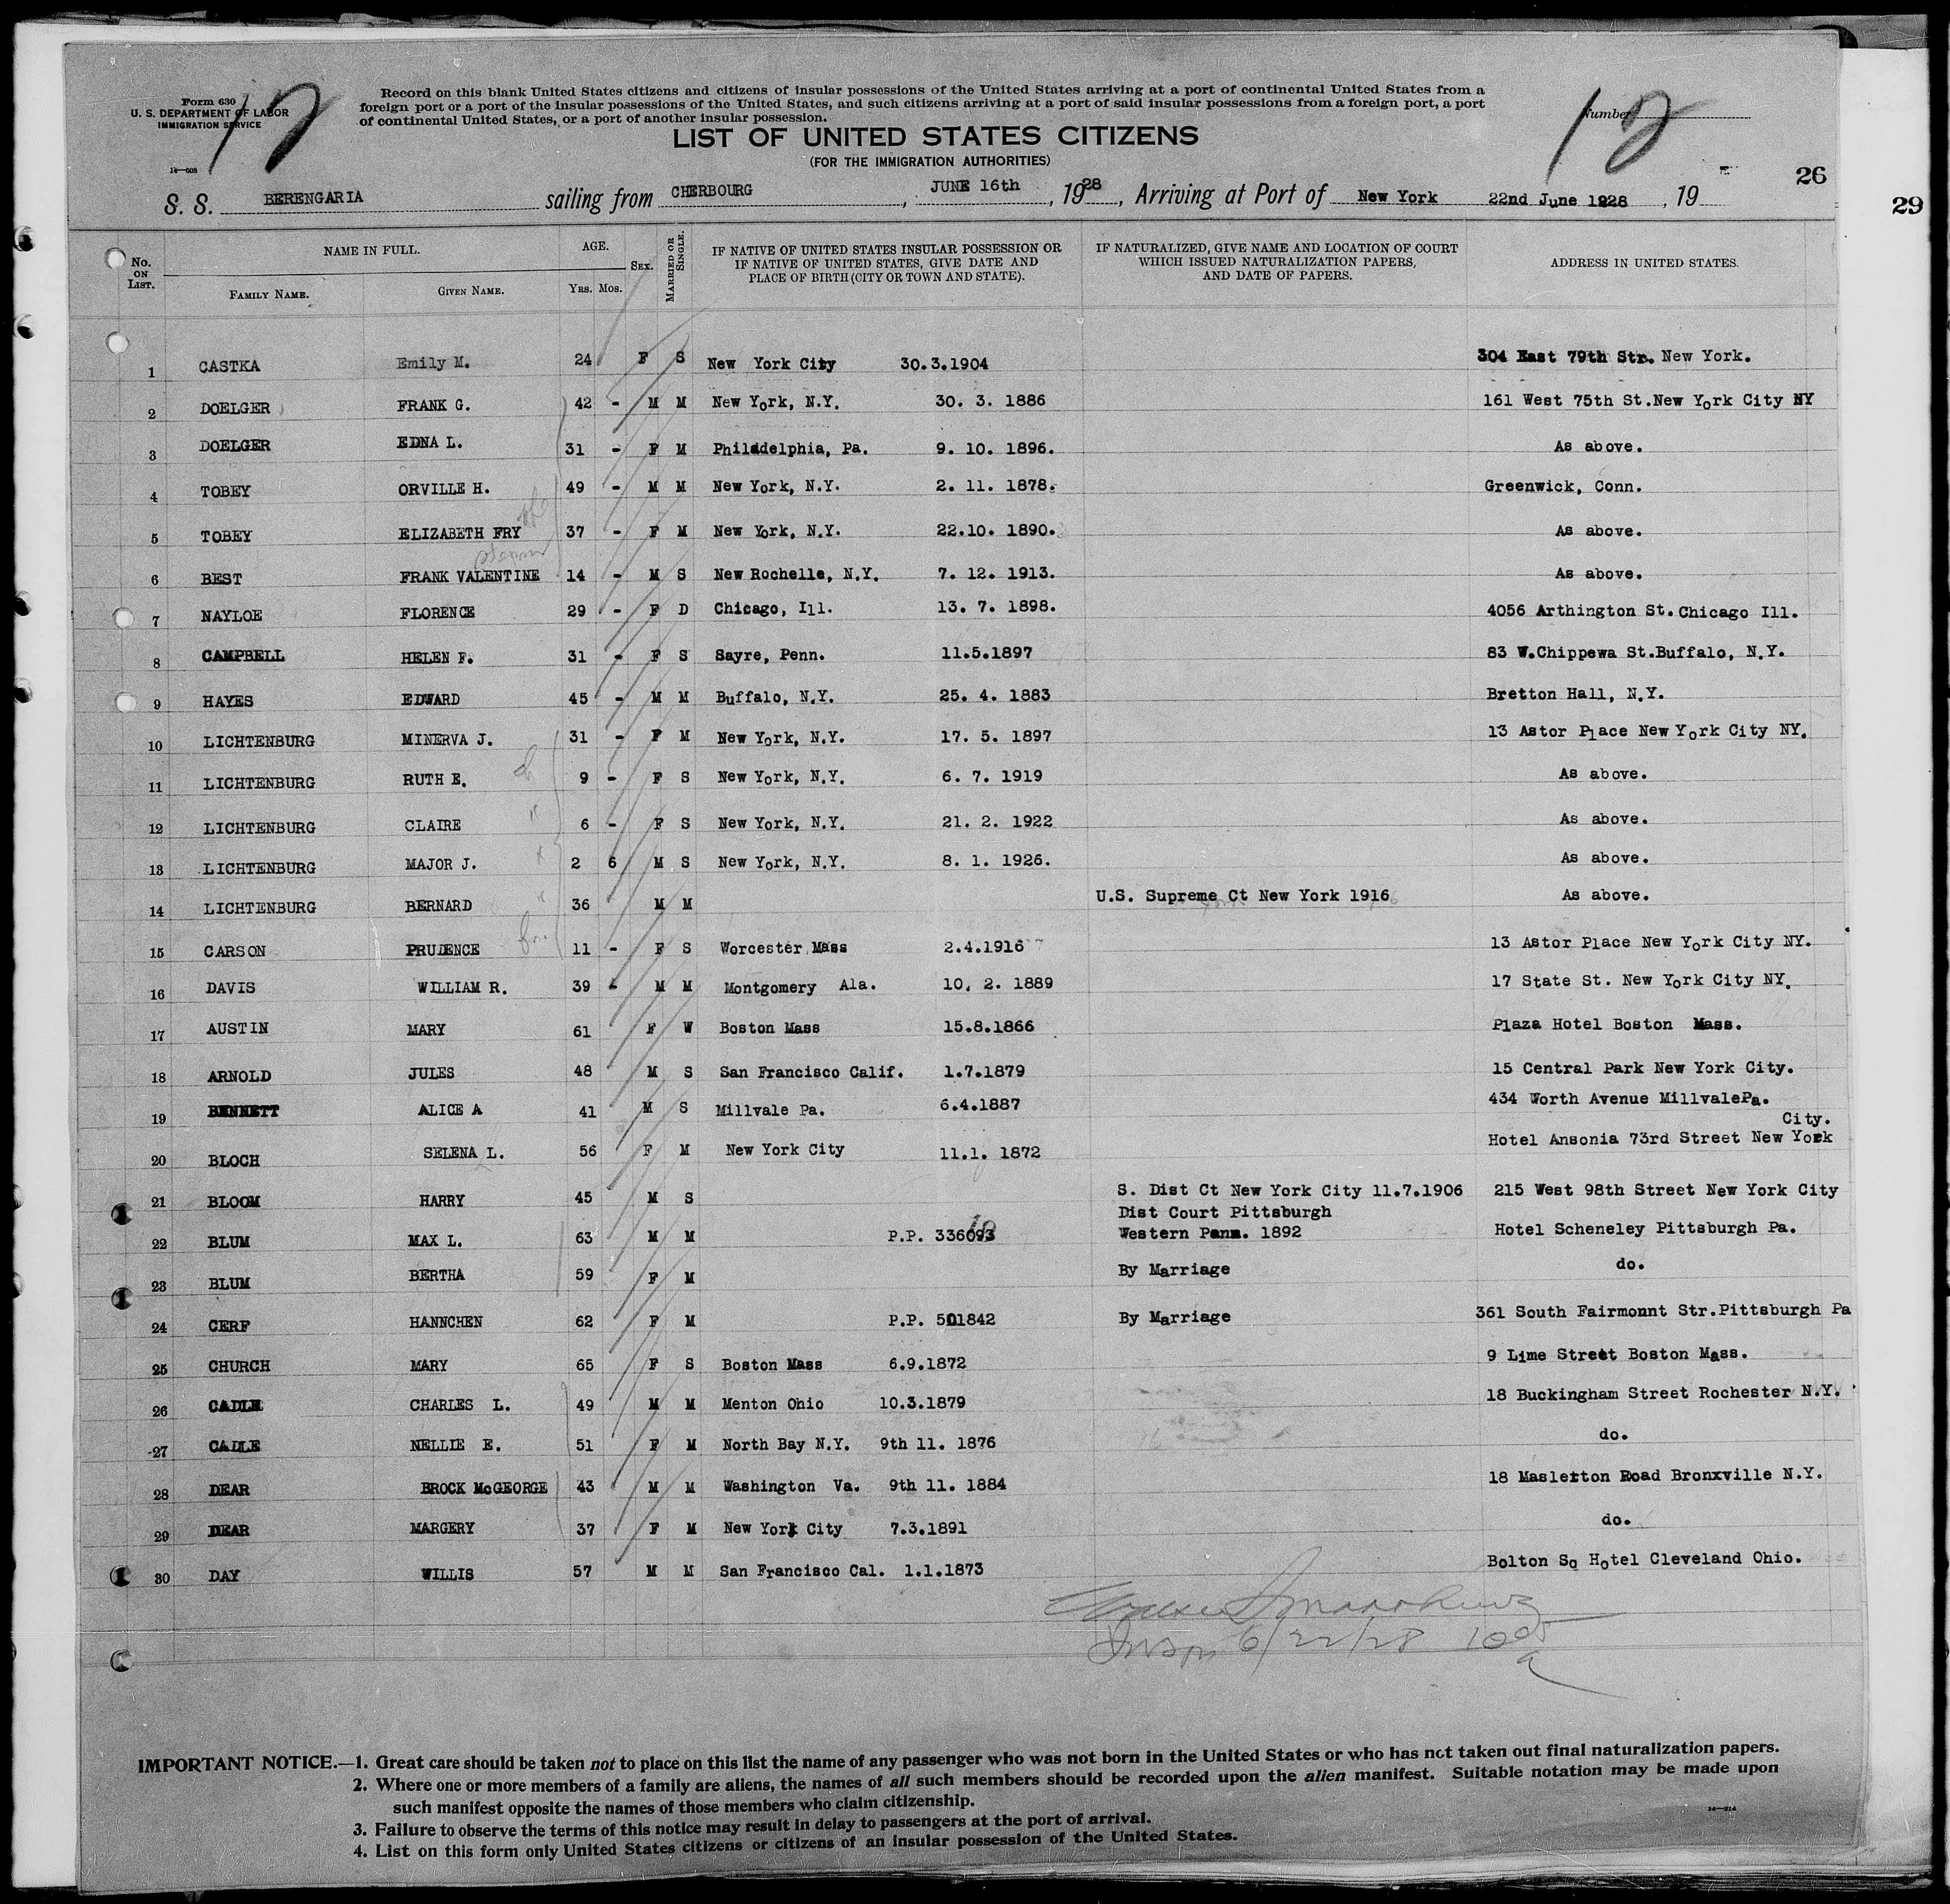 Form 630
U. S. DEPARTMENT OF LABOR
IMMIGRATION SERVICE
14—608
12
Record on this blank United States citizens and citizens of insular possessions of the United States arriving at a port of continental United States from a
foreign port or a port of the insular possessions of the United States, and such citizens arriving at a port of said insular possessions from a foreign port, a port
of continental United States, or a port of another insular possession.
Number
12
LIST OF UNITED STATES CITIZENS
(FOR THE IMMIGRATION AUTHORITIES)
26
29
S. S. BERENGARIA sailing from CHERBOURG, JUNE 16th, 1928, Arriving at Port of New York 22nd June 1928, 19
No. ON LIST. NAME IN FULL. FAMILY NAME. GIVEN NAME. AGE. YRS. MOS. SEX. MARRIED OR SINGLE. IF NATIVE OF UNITED STATES INSULAR POSSESSION OR IF NATIVE OF UNITED STATES, GIVE DATE AND PLACE OF BIRTH (CITY OR TOWN AND STATE). IF NATURALIZED, GIVE NAME AND LOCATION OF COURT WHICH ISSUED NATURALIZATION PAPERS, AND DATE OF PAPERS. ADDRESS IN UNITED STATES.
1 CASTKA Emily M. 24 F S New York City 30.3.1904 304 East 79th Str. New York.
2 DOELGER FRANK G. 42 - M M New York, N.Y. 30. 3. 1886 161 West 75th St.New York City NY
3 DOELGER EDNA L. 31 - F M Philadelphia, Pa. 9. 10. 1896. As above.
4 TOBEY ORVILLE H. 49 - M M New York, N.Y. 2. 11. 1878. Greenwick, Conn.
5 TOBEY ELIZABETH FRY 37 - F M New York, N.Y. 22.10. 1890. As above.
6 BEST FRANK VALENTINE 14 - M S New Rochelle, N.Y. 7. 12. 1913. As above.
7 NAYLOE FLORENCE 29 - F D Chicago, Ill. 13. 7. 1898. 4056 Arthington St.Chicago Ill.
8 CAMPBELL HELEN F. 31 - F S Sayre, Penn. 11.5.1897 83 W.Chippewa St.Buffalo, N.Y.
9 HAYES EDWARD 45 - M M Buffalo, N.Y. 25. 4. 1883 Bretton Hall, N.Y.
10 LICHTENBURG MINERVA J. 31 - F M New York, N.Y. 17. 5. 1897 13 Astor Place New York City NY.
11 LICHTENBURG RUTH E. 9 - F S New York, N.Y. 6. 7. 1919 As above.
12 LICHTENBURG CLAIRE 6 - F S New York, N.Y. 21. 2. 1922 As above.
13 LICHTENBURG MAJOR J. 2 6 M S New York, N.Y. 8. 1. 1926. As above.
14 LICHTENBURG BERNARD 36 M M U.S. Supreme Ct New York 1916 As above.
15 CARSON PRUDENCE 11 - F S Worcester Mass 2.4.1916 13 Astor Place New York City NY.
16 DAVIS WILLIAM R. 39 - M M Montgomery Ala. 10. 2. 1889 17 State St. New York City NY.
17 AUSTIN MARY 61 F W Boston Mass 15.8.1866 Plaza Hotel Boston Mass.
18 ARNOLD JULES 48 M S San Francisco Calif. 1.7.1879 15 Central Park New York City.
19 BENNETT ALICE A 41 M S Millvale Pa. 6.4.1887 434 Worth Avenue MillvalePa.
20 BLOCH SELENA L. 56 F M New York City 11.1. 1872 Hotel Ansonia 73rd Street New York City.
21 BLOOM HARRY 45 M S S. Dist Ct New York City 11.7.1906 215 West 98th Street New York City
22 BLUM MAX L. 63 M M P.P. 336093 10 Dist Court Pittsburgh Western Penn. 1892 Hotel Scheneley Pittsburgh Pa.
23 BLUM BERTHA 59 F M By Marriage do.
24 CERF HANNCHEN 62 F M P.P. 501842 By Marriage 361 South Fairmonnt Str.Pittsburgh Pa
25 CHURCH MARY 65 F S Boston Mass 6.9.1872 9 Lime Street Boston Mass.
26 CADLE CHARLES L. 49 M M Menton Ohio 10.3.1879 18 Buckingham Street Rochester N.Y.
27 CADLE NELLIE E. 51 F M North Bay N.Y. 9th 11. 1876 do.
28 DEAR BROCK McGEORGE 43 M M Washington Va. 9th 11. 1884 18 Maslerton Road Bronxville N.Y.
29 DEAR MARGERY 37 F M New York City 7.3.1891 do.
30 DAY WILLIS 57 M M San Francisco Cal. 1.1.1873 Bolton Sq Hotel Cleveland Ohio.
6/22/28
IMPORTANT NOTICE.—1. Great care should be taken not to place on this list the name of any passenger who was not born in the United States or who has not taken out final naturalization papers.
2. Where one or more members of a family are aliens, the names of all such members should be recorded upon the alien manifest. Suitable notation may be made upon
such manifest opposite the names of those members who claim citizenship.
3. Failure to observe the terms of this notice may result in delay to passengers at the port of arrival.
4. List on this form only United States citizens or citizens of an insular possession of the United States.
14—214